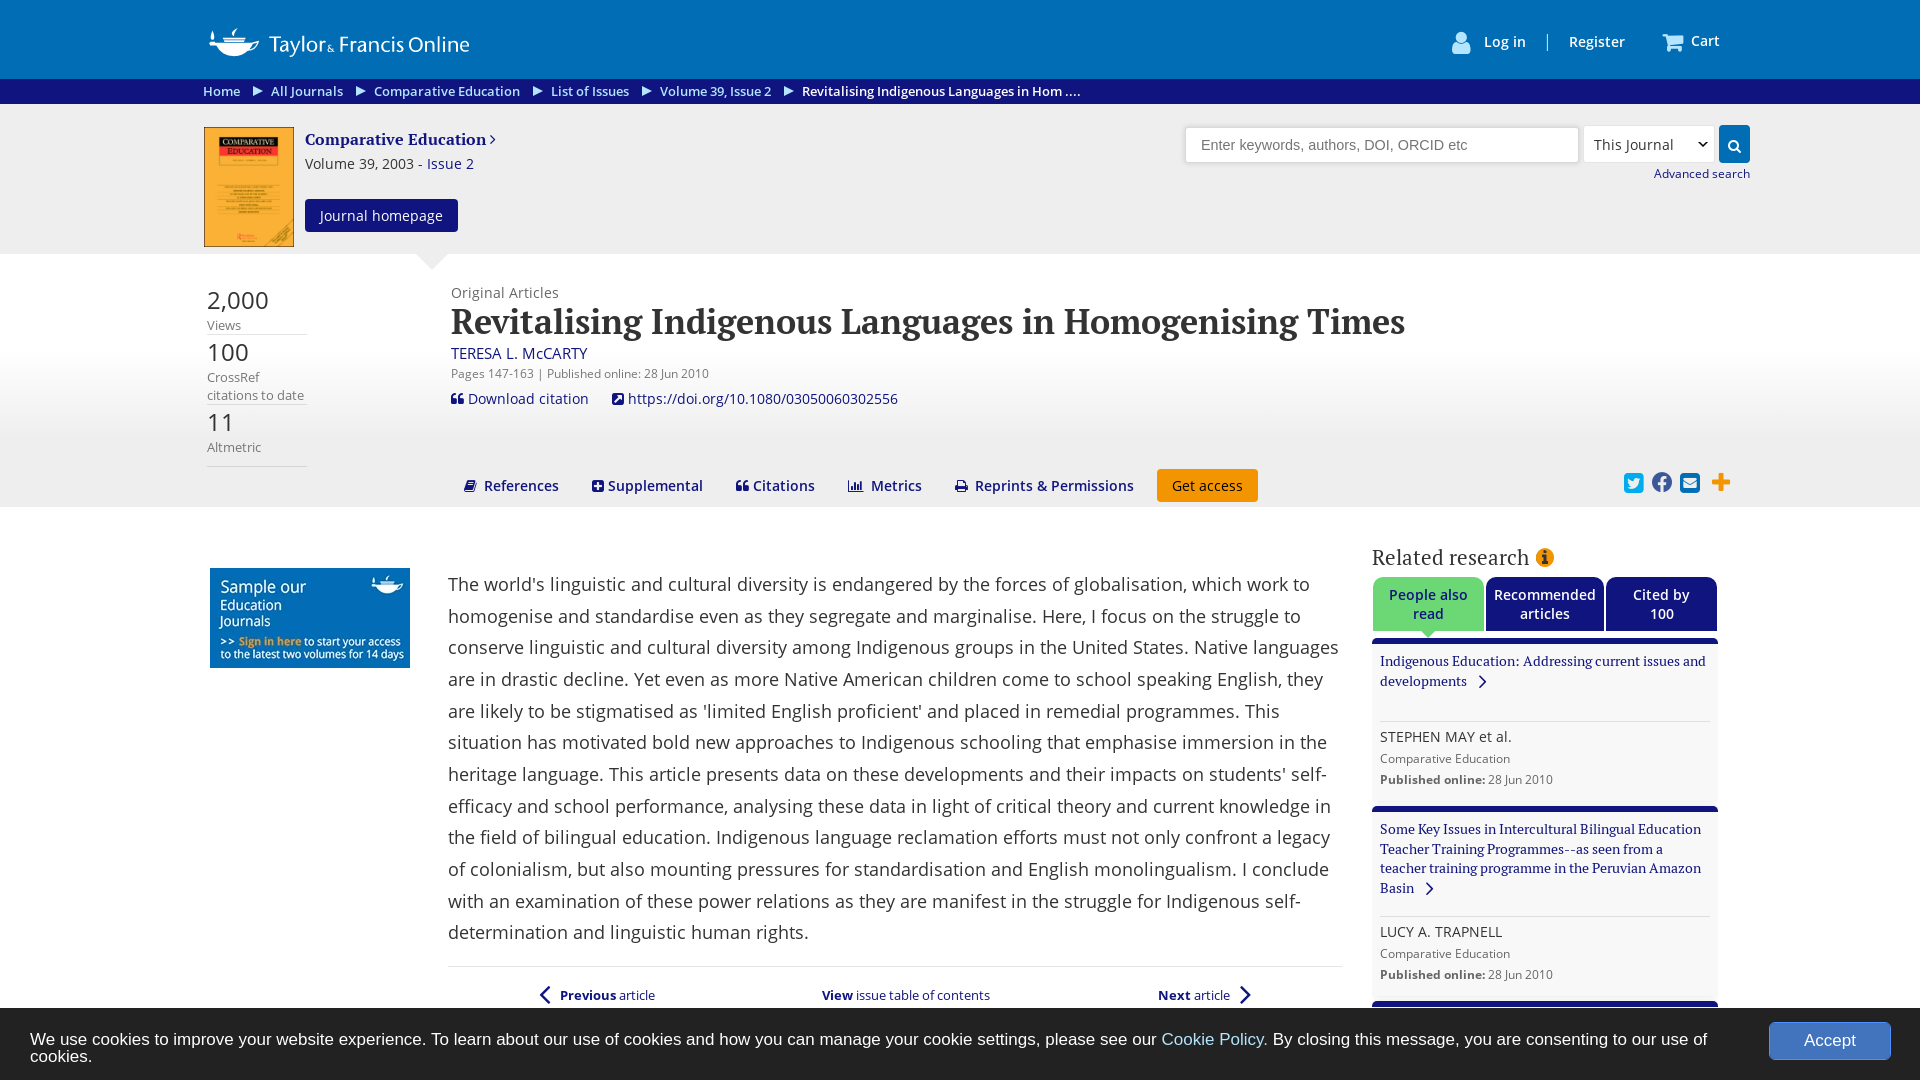 Taylor & Francis Online
Log in
Register
Cart
Home ▶ All Journals ▶ Comparative Education ▶ List of Issues ▶ Volume 39, Issue 2 ▶ Revitalising Indigenous Languages in Hom ....
COMPARATIVE
EDUCATION
Comparative Education
Volume 39, 2003 - Issue 2
Journal homepage
Enter keywords, authors, DOI, ORCID etc
This Journal
Advanced search
2,000
Views
100
CrossRef
citations to date
11
Altmetric
Original Articles
Revitalising Indigenous Languages in Homogenising Times
TERESA L. McCARTY
Pages 147-163 | Published online: 28 Jun 2010
Download citation
https://doi.org/10.1080/03050060302556
References
Supplemental
Citations
Metrics
Reprints & Permissions
Get access
Sample our
Education
Journals
>> Sign in here to start your access
to the latest two volumes for 14 days
The world's linguistic and cultural diversity is endangered by the forces of globalisation, which work to
homogenise and standardise even as they segregate and marginalise. Here, I focus on the struggle to
conserve linguistic and cultural diversity among Indigenous groups in the United States. Native languages
are in drastic decline. Yet even as more Native American children come to school speaking English, they
are likely to be stigmatised as 'limited English proficient' and placed in remedial programmes. This
situation has motivated bold new approaches to Indigenous schooling that emphasise immersion in the
heritage language. This article presents data on these developments and their impacts on students' self-
efficacy and school performance, analysing these data in light of critical theory and current knowledge in
the field of bilingual education. Indigenous language reclamation efforts must not only confront a legacy
of colonialism, but also mounting pressures for standardisation and English monolingualism. I conclude
with an examination of these power relations as they are manifest in the struggle for Indigenous self-
determination and linguistic human rights.
Previous article
View issue table of contents
Next article
Related research
People also
read
Recommended
articles
Cited by
100
Indigenous Education: Addressing current issues and
developments
STEPHEN MAY et al.
Comparative Education
Published online: 28 Jun 2010
Some Key Issues in Intercultural Bilingual Education
Teacher Training Programmes--as seen from a
teacher training programme in the Peruvian Amazon
Basin
LUCY A. TRAPNELL
Comparative Education
Published online: 28 Jun 2010
We use cookies to improve your website experience. To learn about our use of cookies and how you can manage your cookie settings, please see our Cookie Policy. By closing this message, you are consenting to our use of
cookies.
Accept